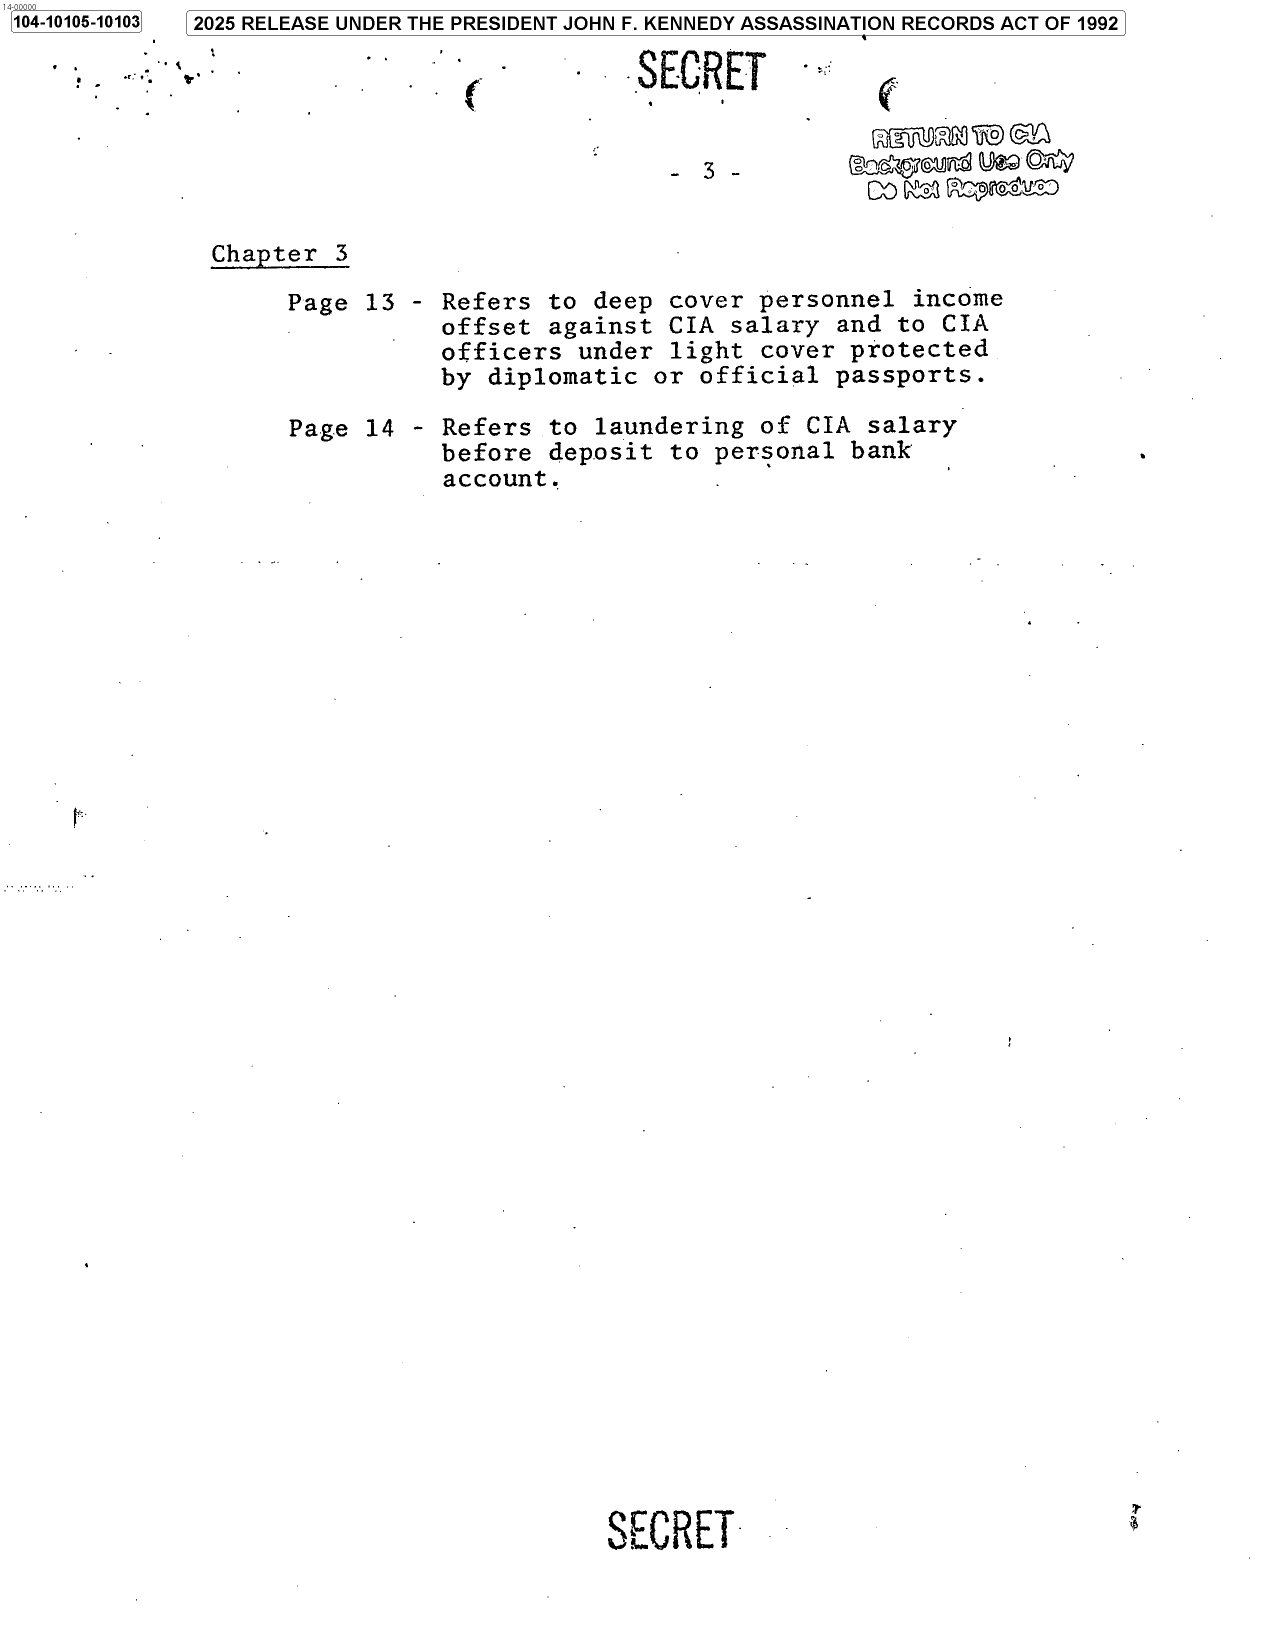 14-00000
104-10105-10103
2025 RELEASE UNDER THE PRESIDENT JOHN F. KENNEDY ASSASSINATION RECORDS ACT OF 1992
SECRET
RETURN TO CIA
Background Use Only
Do Not Reproduce
- 3 -
Chapter 3
Page 13 - Refers to deep cover personnel income
offset against CIA salary and to CIA
officers under light cover protected
by diplomatic or official passports.
Page 14 - Refers to laundering of CIA salary
before deposit to personal bank
account.
SECRET